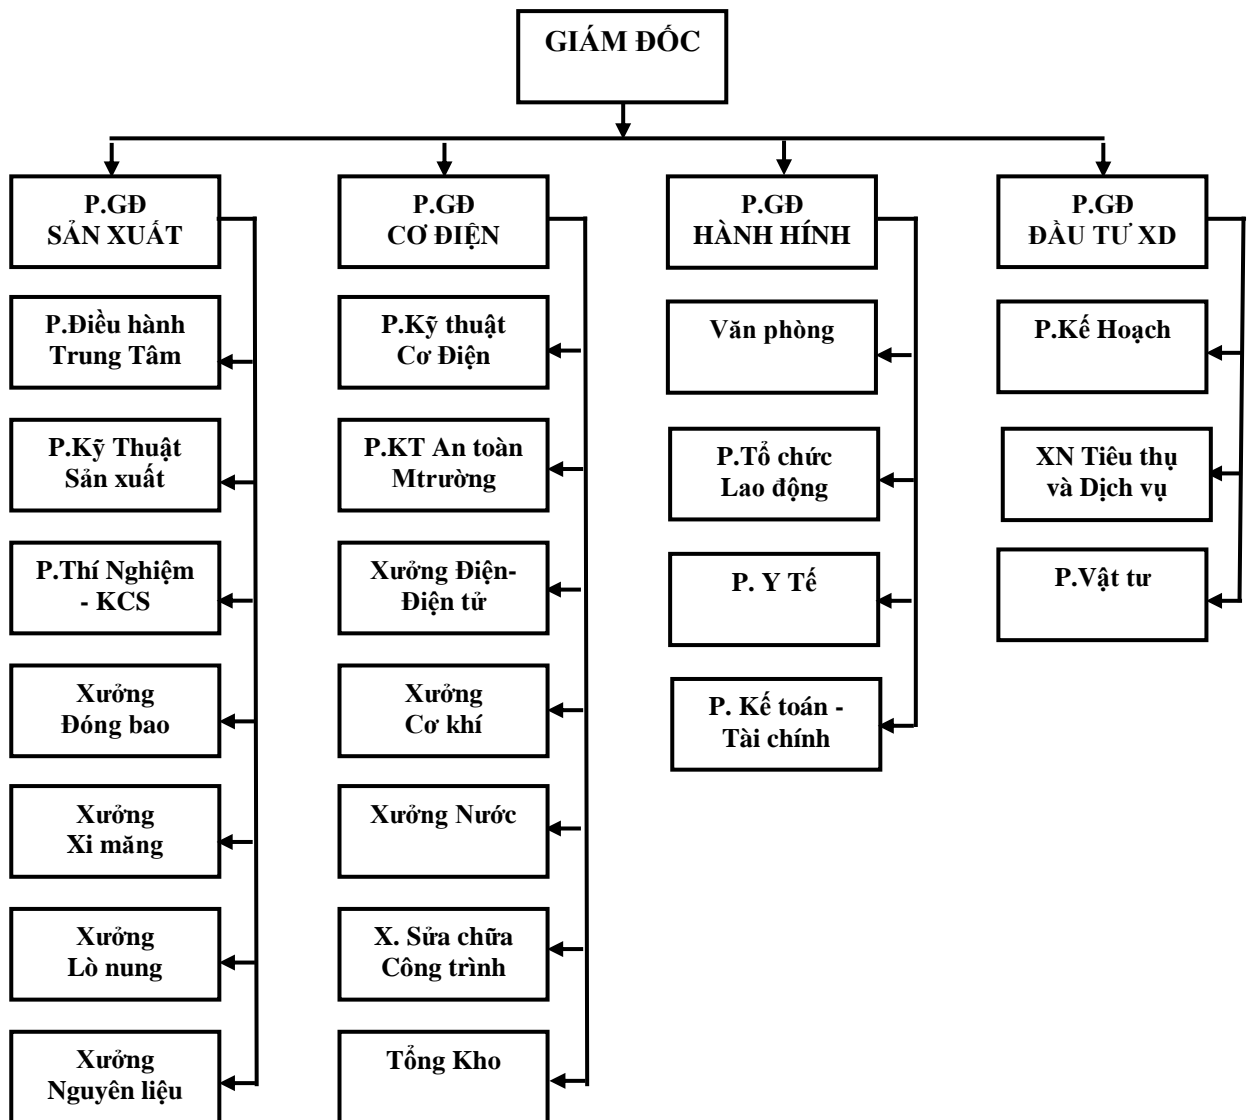 GIÁM ĐỐC
P.GĐ
SẢN XUẤT
P.Điều hành
Trung Tâm
P.Kỹ Thuật
Sản xuất
P.Thí Nghiệm
- KCS
Xưởng
Đóng bao
Xưởng
Xi măng
Xưởng
Lò nung
Xưởng
Nguyên liệu
P.GĐ
CƠ ĐIỆN
P.Kỹ thuật
Cơ Điện
P.KT An toàn
Mtrường
Xưởng Điện-
Điện tử
Xưởng
Cơ khí
Xưởng Nước
X. Sửa chữa
Công trình
Tổng Kho
P.GĐ
HÀNH HÍNH
Văn phòng
P.Tổ chức
Lao động
P. Y Tế
P. Kế toán -
Tài chính
P.GĐ
ĐẦU TƯ XD
P.Kế Hoạch
XN Tiêu thụ
và Dịch vụ
P.Vật tư